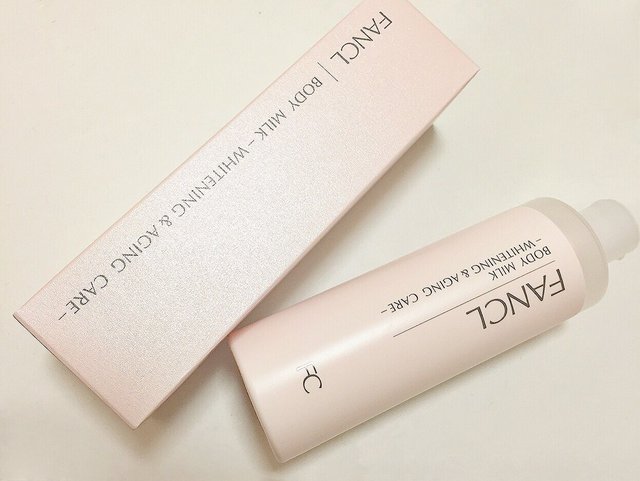 FANCL | BODY MILK – WHITENING & AGING CARE –
FANCL
BODY MILK
–WHITENING & AGING CARE–
FC